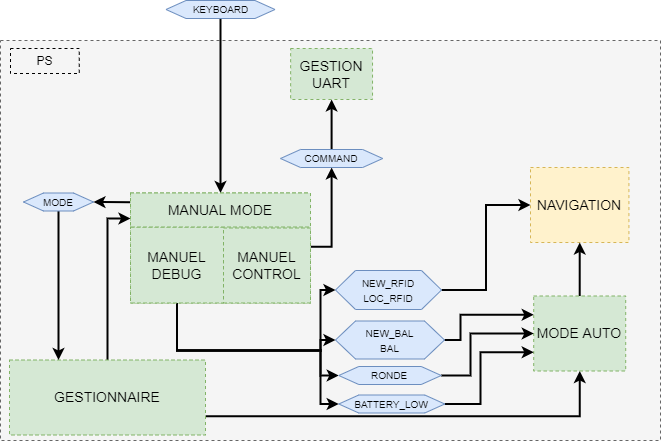 KEYBOARD
PS
GESTION
UART
COMMAND
MODE
MANUAL MODE
MANUEL
DEBUG
MANUEL
CONTROL
NAVIGATION
NEW_RFID
LOC_RFID
NEW_BAL
BAL
MODE AUTO
RONDE
BATTERY_LOW
GESTIONNAIRE